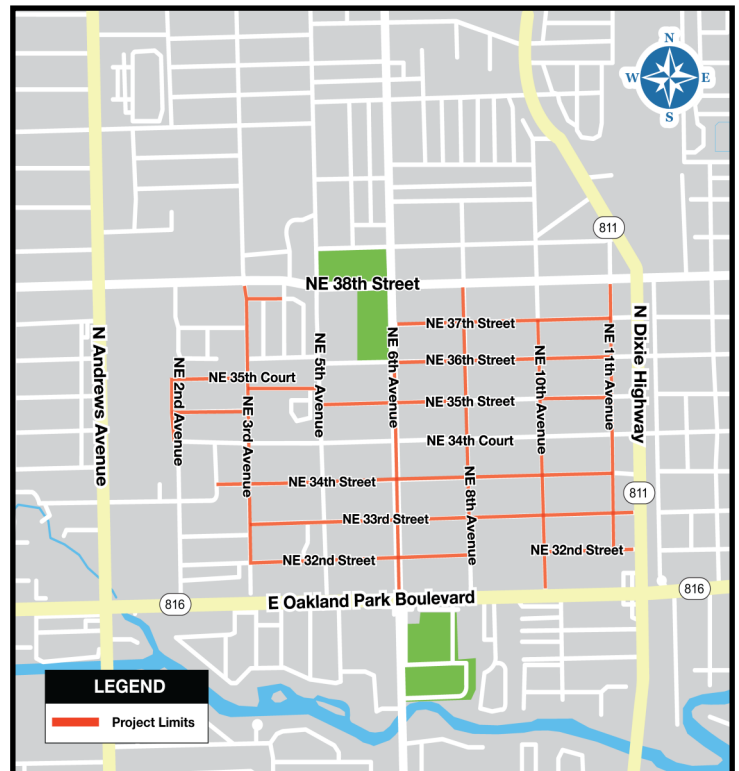 N
W
E
S
811
NE 38th Street
NE 37th Street
N Andrews Avenue
NE 2nd Avenue
NE 3rd Avenue
NE 5th Avenue
NE 6th Avenue
NE 36th Street
NE 10th Avenue
NE 11th Avenue
N Dixie Highway
NE 35th Court
NE 35th Street
NE 34th Court
NE 8th Avenue
NE 34th Street
811
NE 33rd Street
NE 32nd Street
NE 32nd Street
816
E Oakland Park Boulevard
816
LEGEND
Project Limits